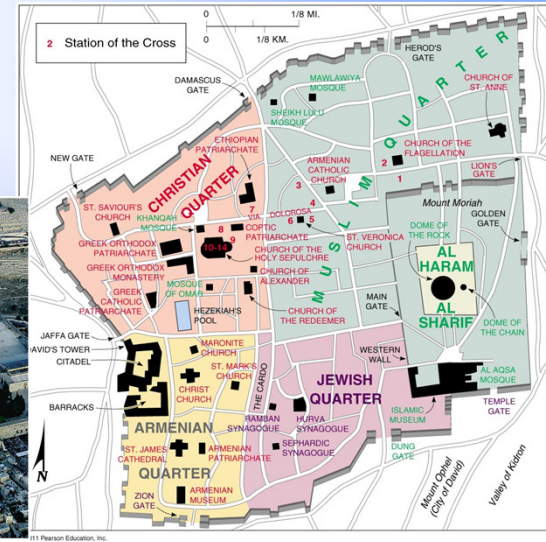 0 1/8 MI.
0 1/8 KM.
2 Station of the Cross
HEROD'S
GATE
DAMASCUS
GATE
MAWLAWIYA
MOSQUE
SHEIKH LULU
MOSQUE
CHURCH OF
ST. ANNE
MUSLIM QUARTER
ETHIOPIAN
PATRIARCHATE
CHURCH OF THE
FLAGELLATION
2
1
NEW GATE
CHRISTIAN
QUARTER
ARMENIAN
CATHOLIC
CHURCH
3
4
LION'S
GATE
ST. SAVIOUR'S
CHURCH
KHANQAH
MOSQUE
7
VIA DOLOROSA
6 5
8
9
10-14
COPTIC
PATRIARCHATE
ST. VERONICA
CHURCH
Mount Moriah
GOLDEN
GATE
GREEK ORTHODOX
PATRIARCHATE
CHURCH OF THE
HOLY SEPULCHRE
DOME OF
THE ROCK
GREEK ORTHODOX
MONASTERY
MOSQUE
OF OMAR
CHURCH OF
ALEXANDER
AL
HARAM
AL
SHARIF
GREEK
CATHOLIC
PATRIARCHATE
HEZEKIAH'S
POOL
CHURCH OF
THE REDEEMER
MAIN
GATE
DOME OF
THE CHAIN
JAFFA GATE
AVID'S TOWER
CITADEL
MARONITE
CHURCH
ST. MARK'S
CHURCH
THE CARDO
WESTERN
WALL
AL AQSA
MOSQUE
CHRIST
CHURCH
JEWISH
QUARTER
TEMPLE
GATE
BARRACKS
ARMENIAN
QUARTER
RAMBAN
SYNAGOGUE
HURVA
SYNAGOGUE
ISLAMIC
MUSEUM
ST. JAMES
CATHEDRAL
ARMENIAN
PATRIARCHATE
SEPHARDIC
SYNAGOGUE
DUNG
GATE
Mount Ophel
(City of David)
Valley of Kidron
N
ZION
GATE
ARMENIAN
MUSEUM
11 Pearson Education, Inc.